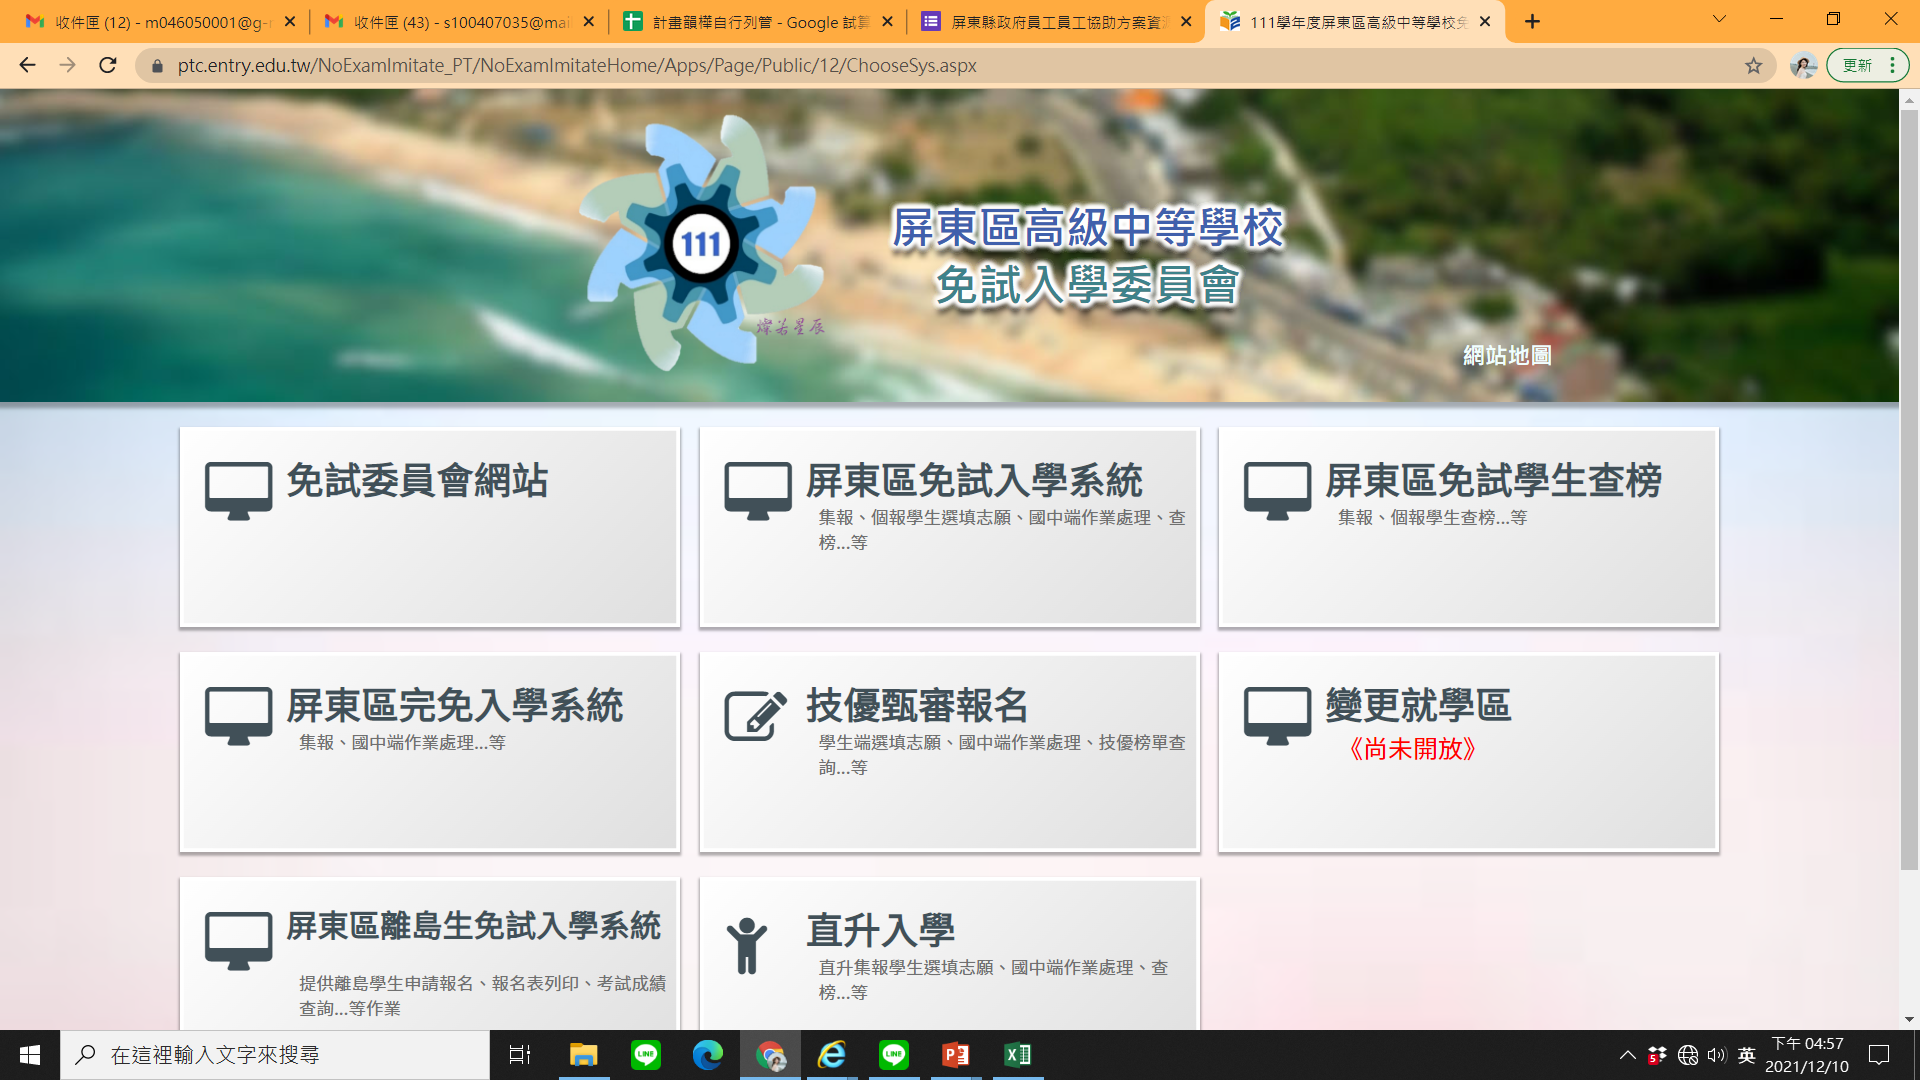 收件匣 (12) - m046050001@g-n
收件匣 (43) - s100407035@mai
計畫韻樺自行列管 - Google 試算
屏東縣政府員工員工協助方案資源
111學年度屏東區高級中等學校免
ptc.entry.edu.tw/NoExamImitate_PT/NoExamImitateHome/Apps/Page/Public/12/ChooseSys.aspx
更新
111
燦若星辰
屏東區高級中等學校
免試入學委員會
網站地圖
免試委員會網站
屏東區免試入學系統
集報、個報學生選填志願、國中端作業處理、查
榜...等
屏東區免試學生查榜
集報、個報學生查榜...等
屏東區完免入學系統
集報、國中端作業處理...等
技優甄審報名
學生端選填志願、國中端作業處理、技優榜單查
詢...等
變更就學區
《尚未開放》
屏東區離島生免試入學系統
提供離島學生申請報名、報名表列印、考試成績
查詢...等作業
直升入學
直升集報學生選填志願、國中端作業處理、查
榜...等
在這裡輸入文字來搜尋
LINE
LINE
5
英
下午 04:57
2021/12/10